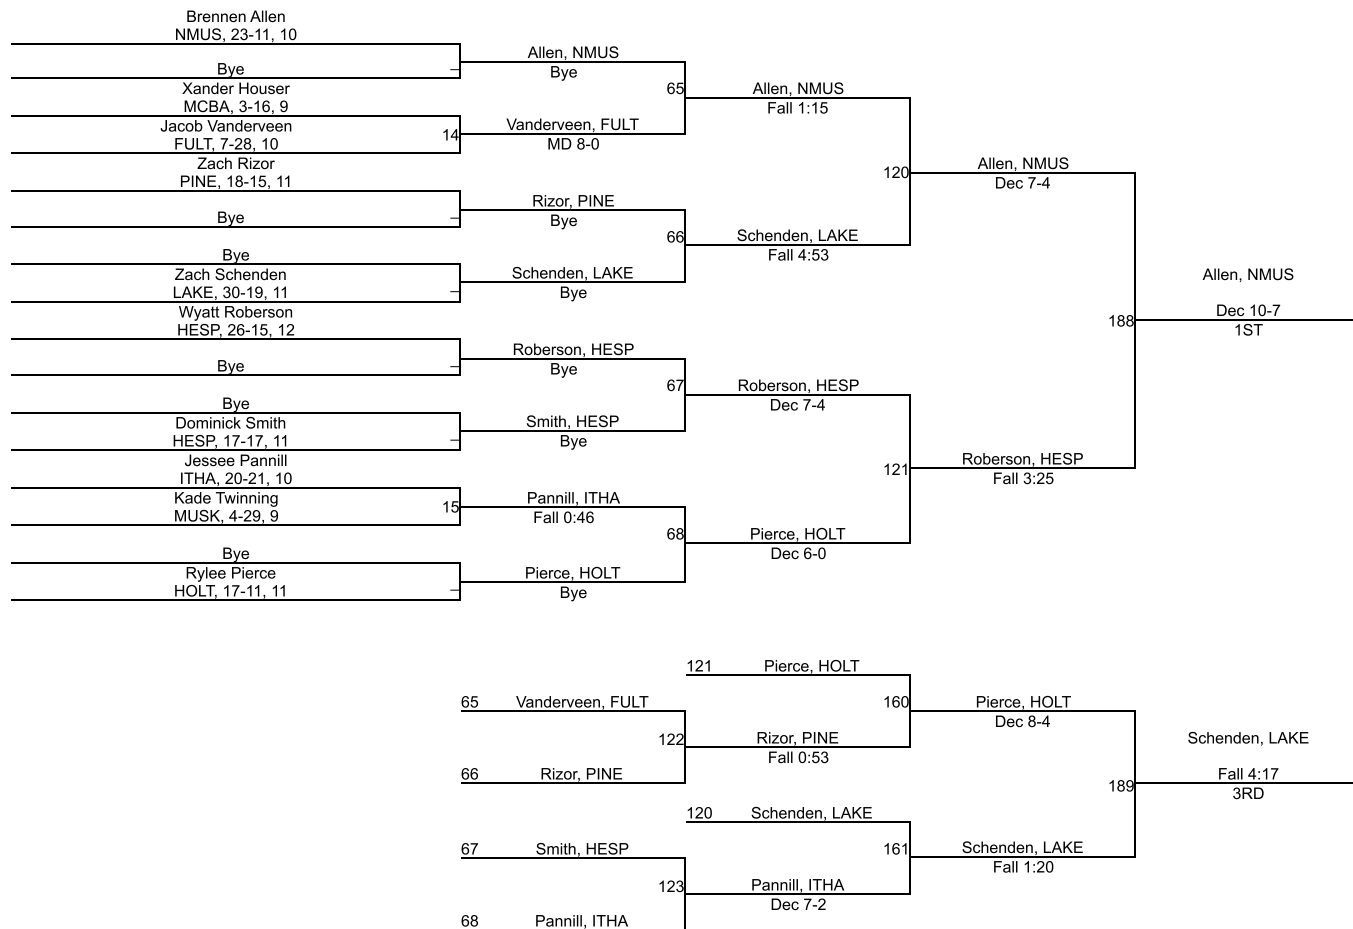 Brennen Allen
NMUS, 23-11, 10
Bye
Xander Houser
MCBA, 3-16, 9
Jacob Vanderveen
FULT, 7-28, 10
Zach Rizor
PINE, 18-15, 11
Bye
Bye
Zach Schenden
LAKE, 30-19, 11
Wyatt Roberson
HESP, 26-15, 12
Bye
Bye
Dominick Smith
HESP, 17-17, 11
Jessee Pannill
ITHA, 20-21, 10
Kade Twinning
MUSK, 4-29, 9
Bye
Rylee Pierce
HOLT, 17-11, 11
14
15
Allen, NMUS
Bye
Vanderveen, FULT
MD 8-0
Rizor, PINE
Bye
Schenden, LAKE
Bye
Roberson, HESP
Bye
Smith, HESP
Bye
Pannill, ITHA
Fall 0:46
Pierce, HOLT
Bye
65
66
67
68
Allen, NMUS
Fall 1:15
Schenden, LAKE
Fall 4:53
Roberson, HESP
Dec 7-4
Pierce, HOLT
Dec 6-0
120
121
Allen, NMUS
Dec 7-4
Roberson, HESP
Fall 3:25
188
Allen, NMUS
Dec 10-7
1ST
65 Vanderveen, FULT
66 Rizor, PINE
67 Smith, HESP
68 Pannill, ITHA
122
123
121 Pierce, HOLT
Rizor, PINE
Fall 0:53
120 Schenden, LAKE
Pannill, ITHA
Dec 7-2
160
161
Pierce, HOLT
Dec 8-4
Schenden, LAKE
Fall 1:20
189
Schenden, LAKE
Fall 4:17
3RD